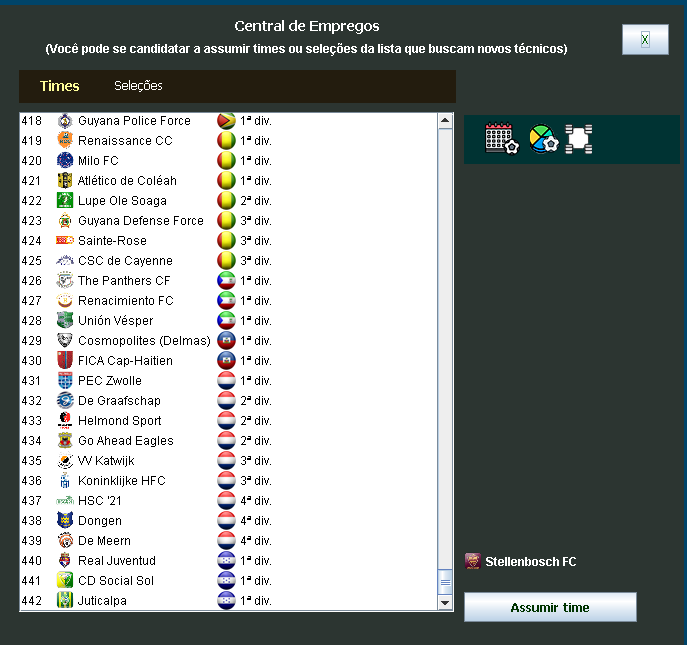 Central de Empregos
(Você pode se candidatar a assumir times ou seleções da lista que buscam novos técnicos)
X
Times Seleções
418 Guyana Police Force 1ª div.
419 Renaissance CC 1ª div.
420 Milo FC 1ª div.
421 Atlético de Coléah 1ª div.
422 Lupe Ole Soaga 2ª div.
423 Guyana Defense Force 3ª div.
424 Sainte-Rose 3ª div.
425 CSC de Cayenne 3ª div.
426 The Panthers CF 1ª div.
427 Renacimiento FC 1ª div.
428 Unión Vésper 1ª div.
429 Cosmopolites (Delmas) 1ª div.
430 FICA Cap-Haitien 1ª div.
431 PEC Zwolle 1ª div.
432 De Graafschap 2ª div.
433 Helmond Sport 2ª div.
434 Go Ahead Eagles 2ª div.
435 VV Katwijk 3ª div.
436 Koninklijke HFC 3ª div.
437 HSC '21 4ª div.
438 Dongen 4ª div.
439 De Meern 4ª div.
440 Real Juventud 1ª div.
441 CD Social Sol 1ª div.
442 Juticalpa 1ª div.
Stellenbosch FC
Assumir time